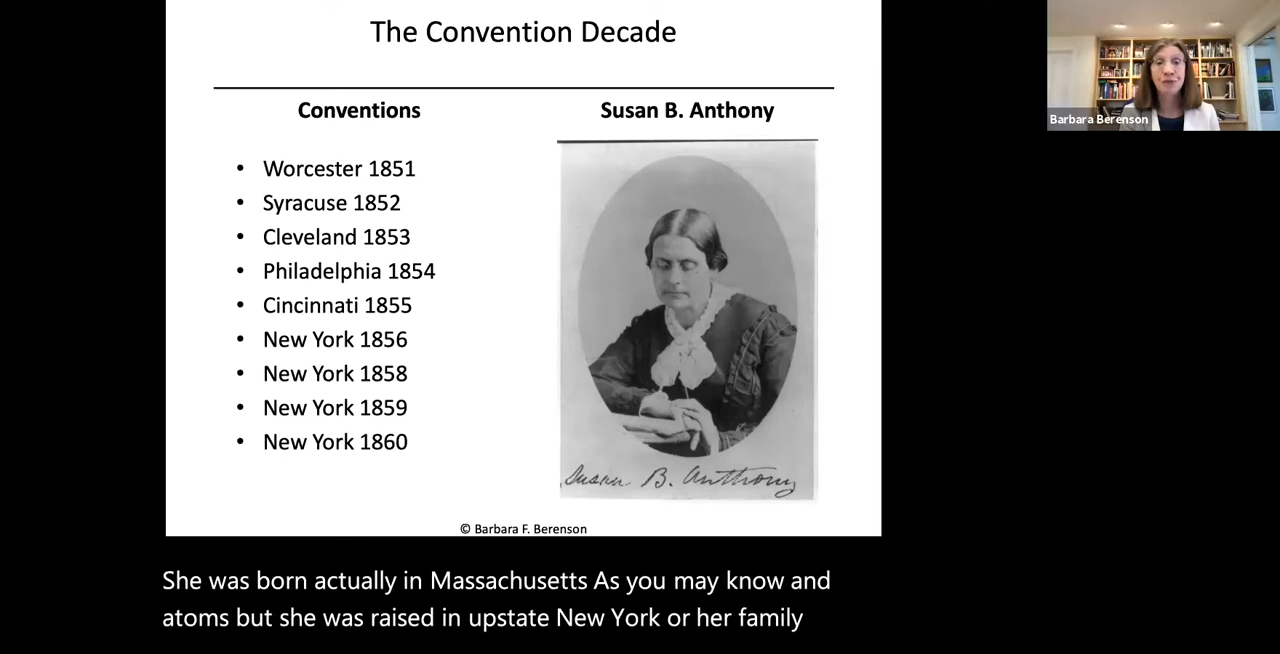 The Convention Decade
Conventions
Susan B. Anthony
• Worcester 1851
• Syracuse 1852
• Cleveland 1853
• Philadelphia 1854
• Cincinnati 1855
• New York 1856
• New York 1858
• New York 1859
• New York 1860
Susan B. Anthony
© Barbara F. Berenson
Barbara Berenson
She was born actually in Massachusetts As you may know and
atoms but she was raised in upstate New York or her family